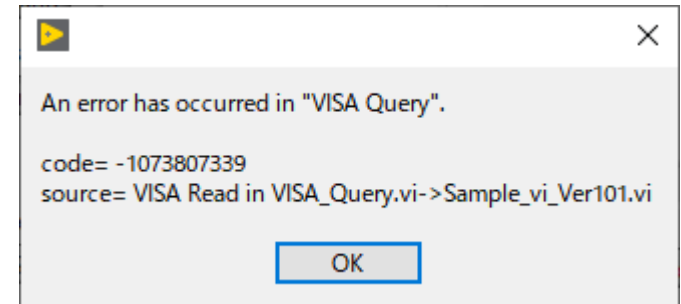 An error has occurred in "VISA Query".
code= -1073807339
source= VISA Read in VISA_Query.vi->Sample_vi_Ver101.vi
OK